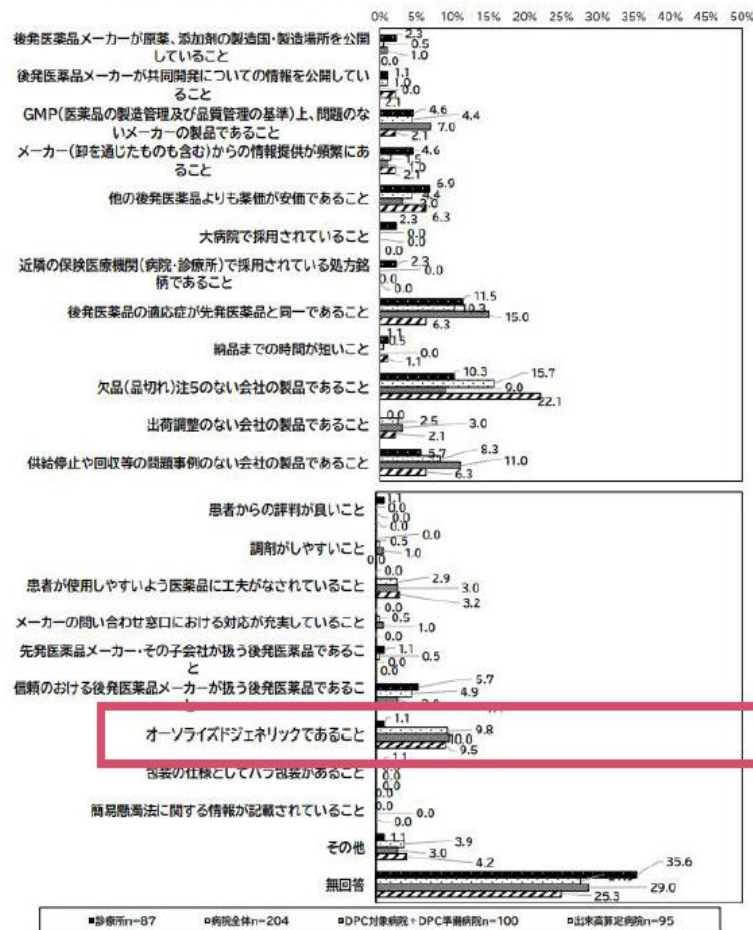 0% 5% 10% 15% 20% 25% 30% 35% 40% 45% 50%
後発医薬品メーカーが原薬、添加剤の製造国・製造場所を公開
していること
2.3
0.5
1.0
0.0
後発医薬品メーカーが共同開発についての情報を公開してい
ること
1.1
1.0
0.0
2.1
GMP(医薬品の製造管理及び品質管理の基準)上、問題のな
いメーカーの製品であること
4.6
4.4
7.0
2.1
メーカー(卸を通じたものも含む)からの情報提供が頻繁にあ
ること
4.6
1.5
1.0
2.1
他の後発医薬品よりも薬価が安価であること
6.9
4.4
3.0
6.3
大病院で採用されていること
2.3
0.0
0.0
0.0
近隣の保険医療機関(病院・診療所)で採用されている処方銘
柄であること
2.3
0.0
0.0
0.0
後発医薬品の適応症が先発医薬品と同一であること
11.5
10.3
15.0
6.3
納品までの時間が短いこと
1.1
0.5
0.0
1.1
欠品(品切れ)注5のない会社の製品であること
10.3
15.7
9.0
22.1
出荷調整のない会社の製品であること
0.0
2.5
3.0
2.1
供給停止や回収等の問題事例のない会社の製品であること
5.7
8.3
11.0
6.3
患者からの評判が良いこと
1.1
0.0
0.0
0.0
調剤がしやすいこと
0.0
0.5
1.0
0.0
患者が使用しやすいよう医薬品に工夫がなされていること
0.0
2.9
3.0
3.2
メーカーの問い合わせ窓口における対応が充実していること
0.0
0.5
1.0
0.0
先発医薬品メーカー・その子会社が扱う後発医薬品であるこ
と
1.1
0.5
0.0
0.0
信頼のおける後発医薬品メーカーが扱う後発医薬品であるこ
と
5.7
4.9
オーソライズドジェネリックであること
1.1
9.8
10.0
9.5
包装の仕様としてバラ包装があること
1.1
0.0
0.0
0.0
簡易懸濁法に関する情報が記載されていること
0.0
0.0
0.0
その他
1.1
3.9
3.0
4.2
無回答
35.6
29.0
25.3
■診療所n=87 □病院全体n=204 ■DPC対象病院+DPC準備病院n=100 □出来高算定病院n=95